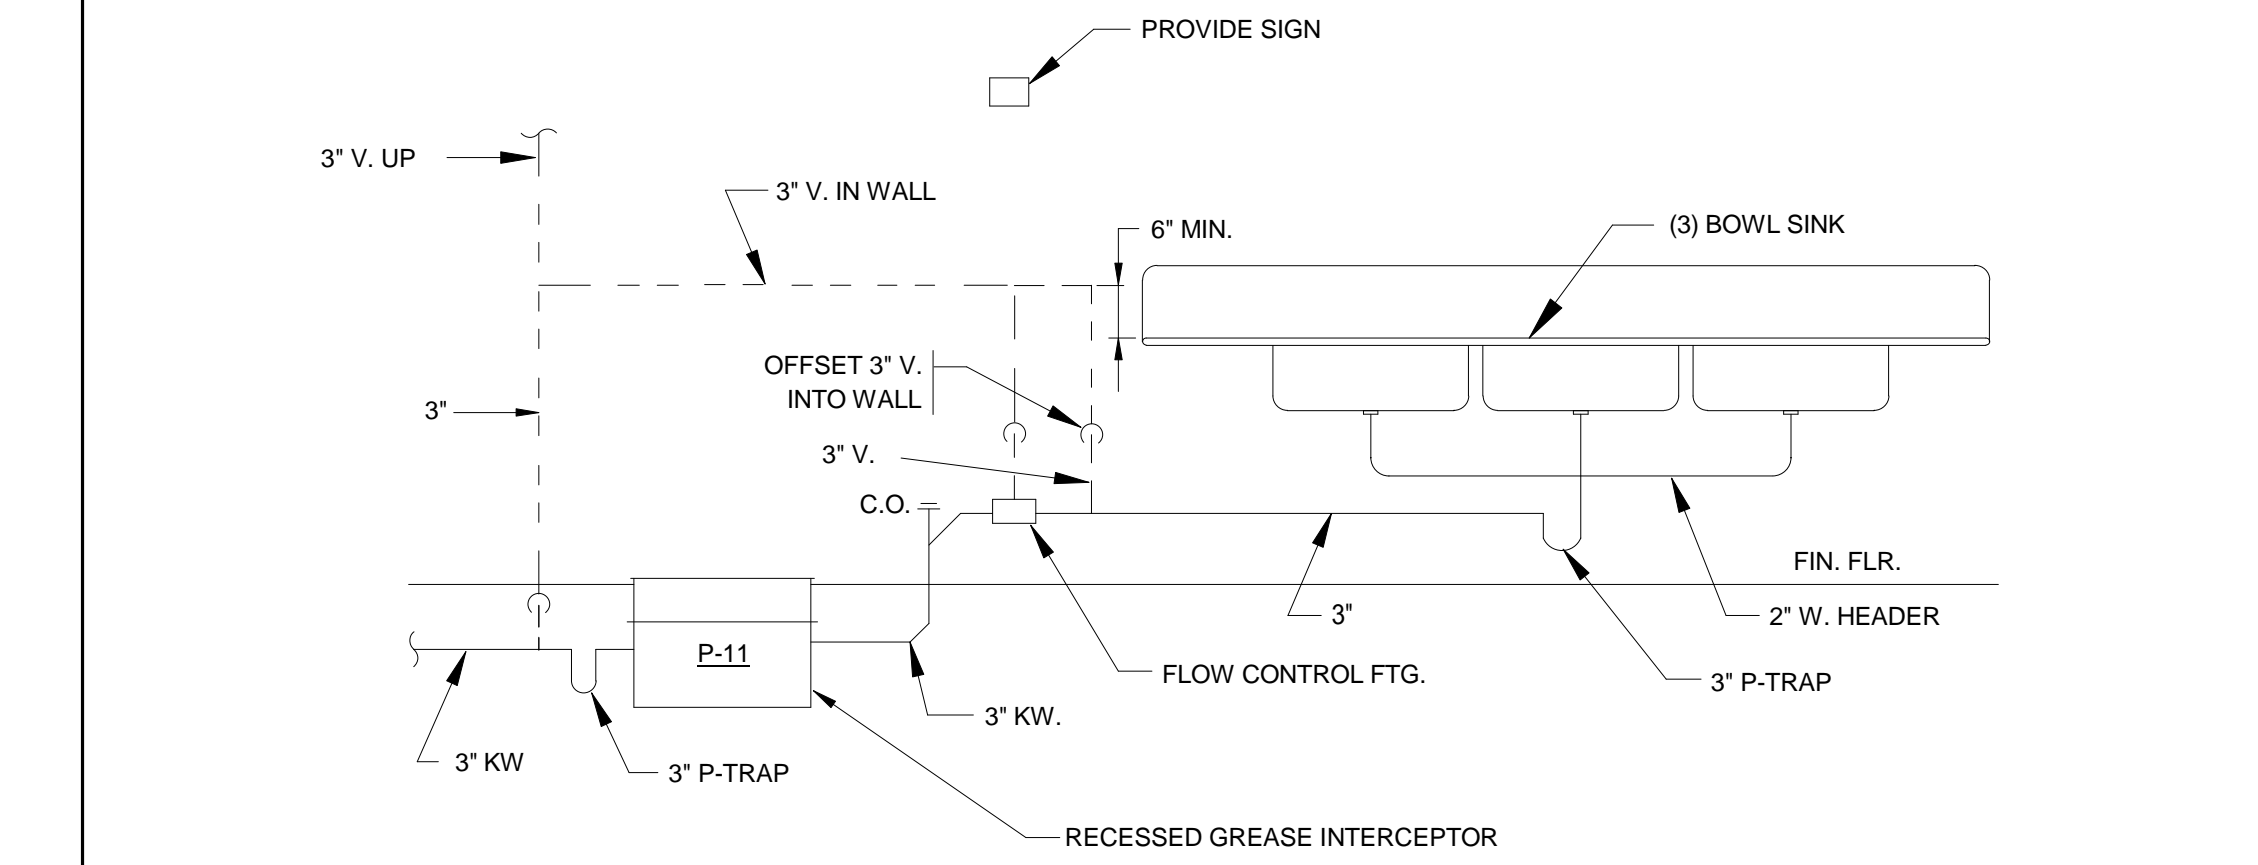 PROVIDE SIGN
3" V. UP
3" V. IN WALL
6" MIN.
(3) BOWL SINK
OFFSET 3" V.
INTO WALL
3"
3" V.
C.O.
FIN. FLR.
3"
2" W. HEADER
P-11
FLOW CONTROL FTG.
3" P-TRAP
3" KW.
3" KW
3" P-TRAP
RECESSED GREASE INTERCEPTOR